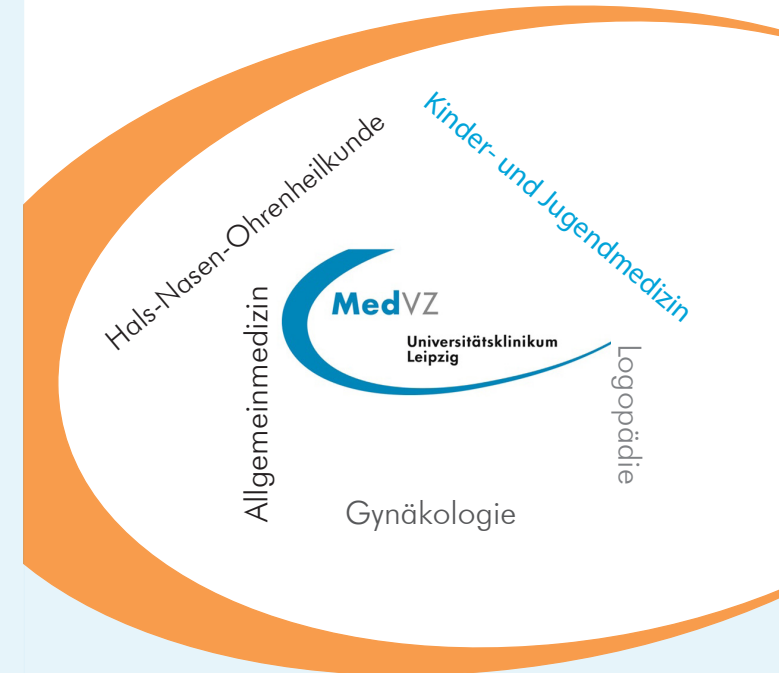 Kinder- und Jugendmedizin
Hals-Nasen-Ohrenheilkunde
MedVZ
Universitätsklinikum
Leipzig
Allgemeinmedizin
Logopädie
Gynäkologie